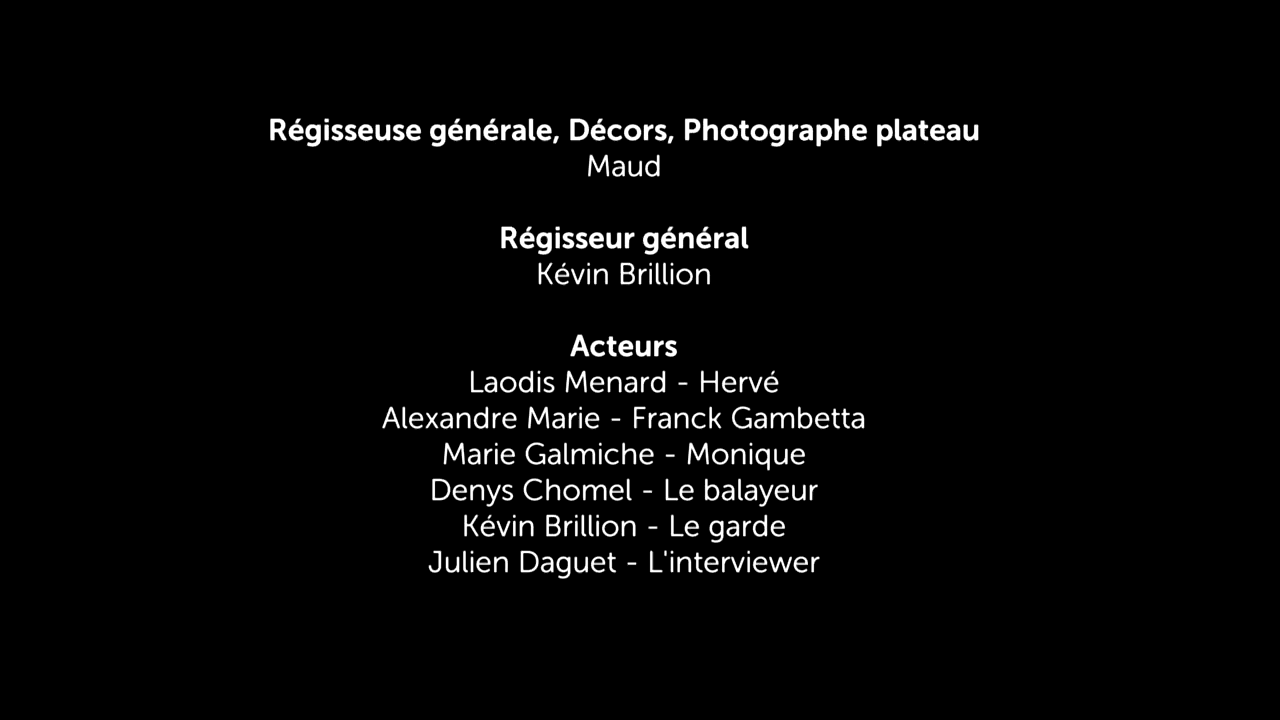 Régisseuse générale, Décors, Photographe plateau
Maud
Régisseur général
Kévin Brillion
Acteurs
Laodis Menard - Hervé
Alexandre Marie - Franck Gambetta
Marie Galmiche - Monique
Denys Chomel - Le balayeur
Kévin Brillion - Le garde
Julien Daguet - L'interviewer